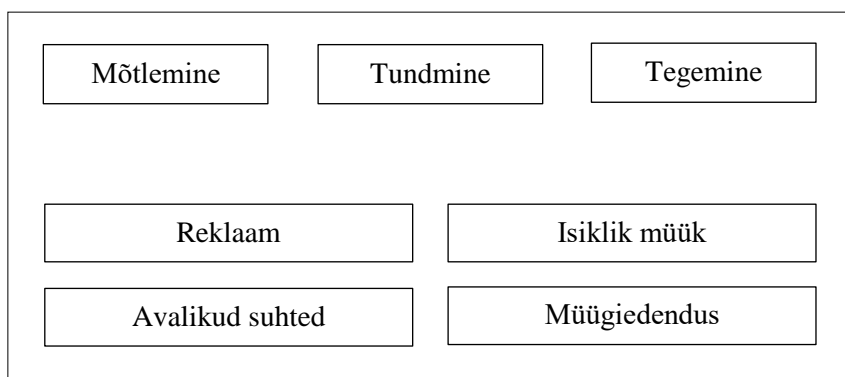 Mõtlemine
Tundmine
Tegemine
Reklaam
Isiklik müük
Avalikud suhted
Müügiedendus